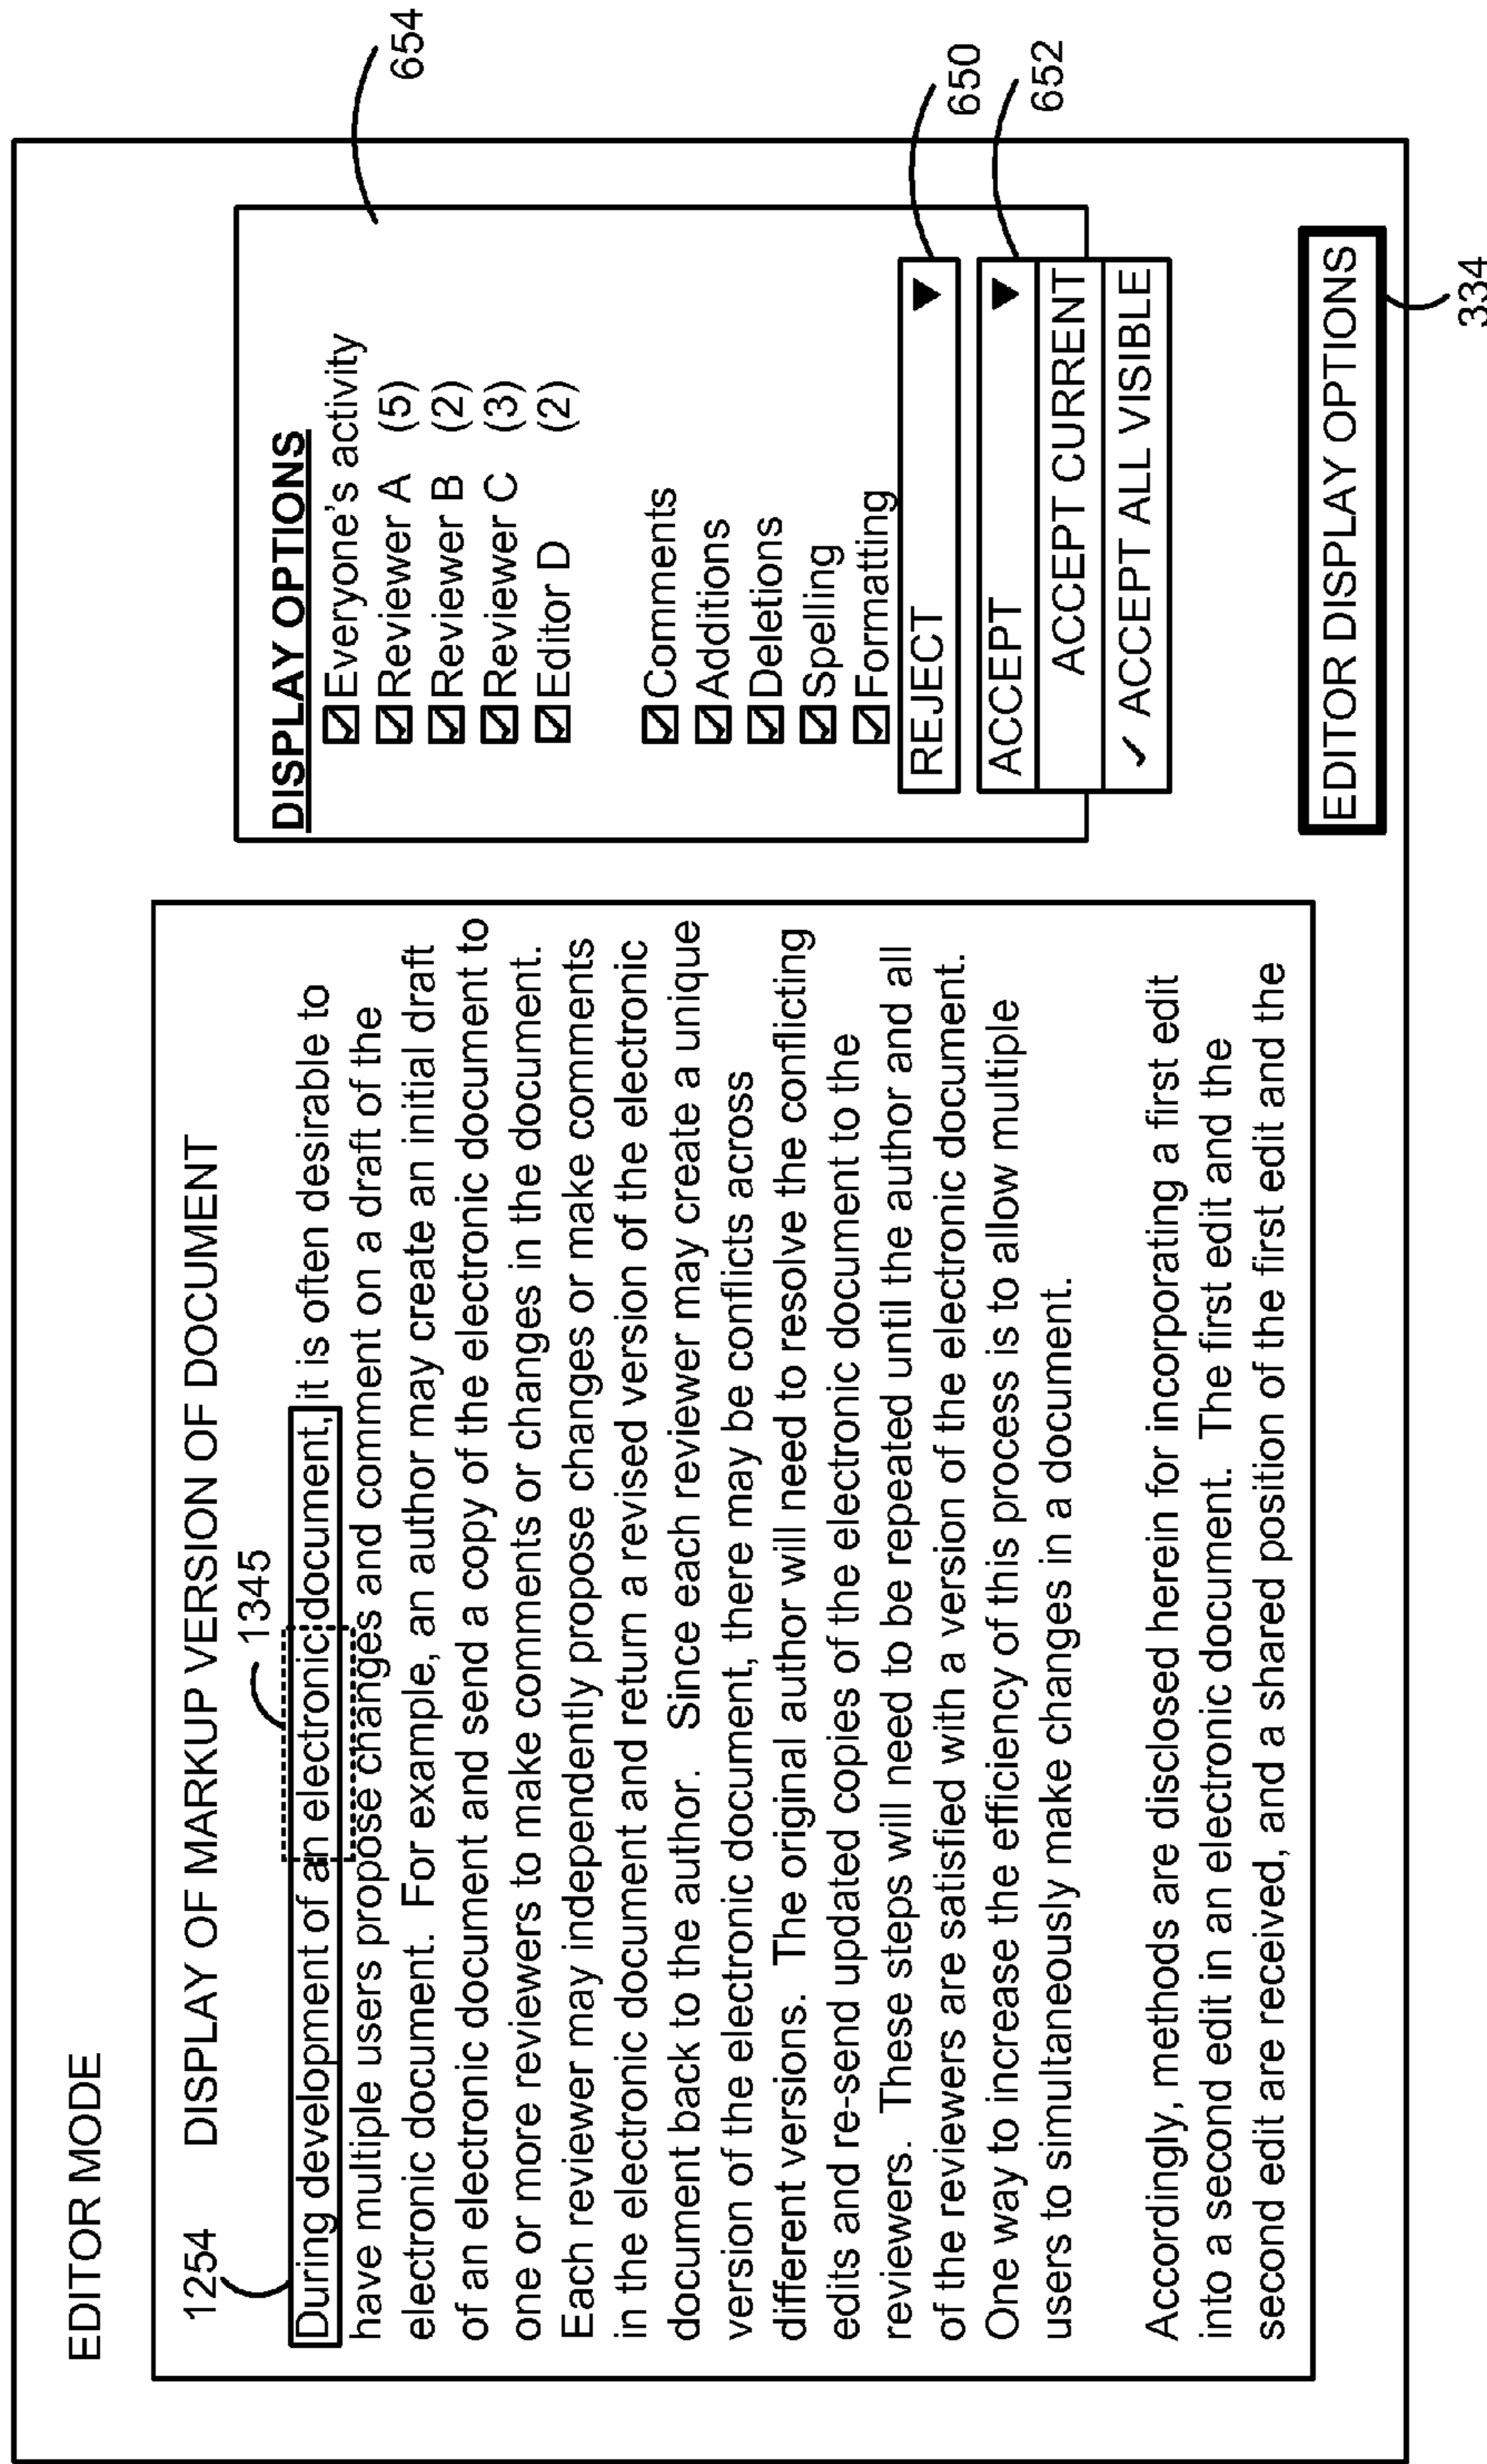 EDITOR MODE
1254
DISPLAY OF MARKUP VERSION OF DOCUMENT
1345
During development of an electronic document, it is often desirable to
have multiple users propose changes and comment on a draft of the
electronic document. For example, an author may create an initial draft
of an electronic document and send a copy of the electronic document to
one or more reviewers to make comments or changes in the document.
Each reviewer may independently propose changes or make comments
in the electronic document and return a revised version of the electronic
document back to the author. Since each reviewer may create a unique
version of the electronic document, there may be conflicts across
different versions. The original author will need to resolve the conflicting
edits and re-send updated copies of the electronic document to the
reviewers. These steps will need to be repeated until the author and all
of the reviewers are satisfied with a version of the electronic document.
One way to increase the efficiency of this process is to allow multiple
users to simultaneously make changes in a document.
Accordingly, methods are disclosed herein for incorporating a first edit
into a second edit in an electronic document. The first edit and the
second edit are received, and a shared position of the first edit and the
DISPLAY OPTIONS
Everyone's activity
Reviewer A (5)
Reviewer B (2)
Reviewer C (3)
Editor D (2)
Comments
Additions
Deletions
Spelling
Formatting
REJECT
ACCEPT
ACCEPT CURRENT
✓ ACCEPT ALL VISIBLE
EDITOR DISPLAY OPTIONS
654
650
652
334